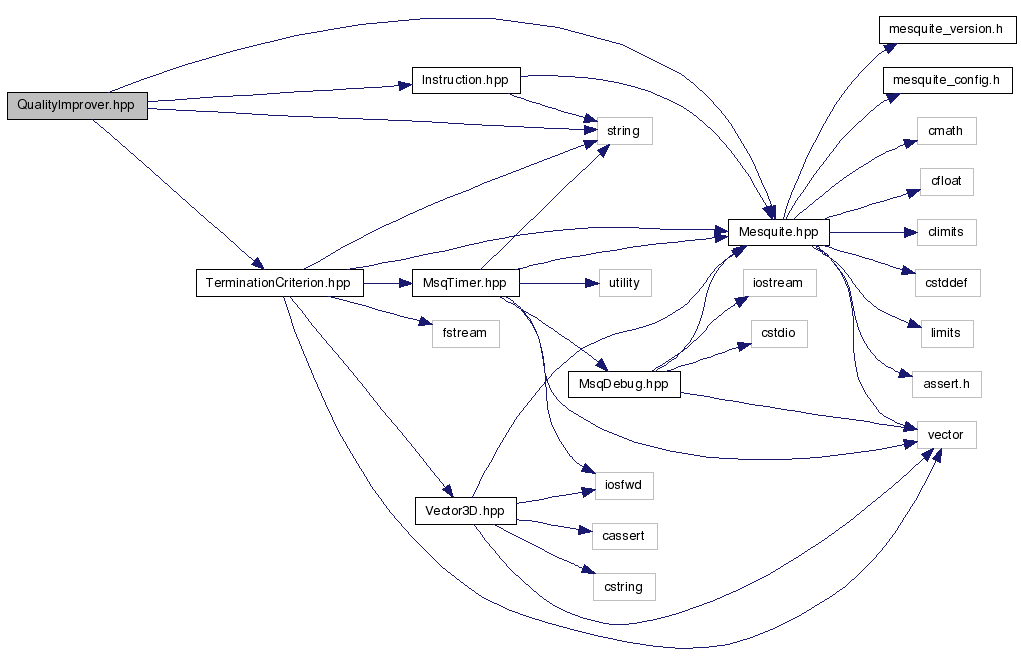 mesquite_version.h
Instruction.hpp
mesquite_config.h
QualityImprover.hpp
string
cmath
cfloat
Mesquite.hpp
climits
TerminationCriterion.hpp
MsqTimer.hpp
utility
iostream
cstddef
fstream
cstdio
limits
MsqDebug.hpp
assert.h
vector
iosfwd
Vector3D.hpp
cassert
cstring